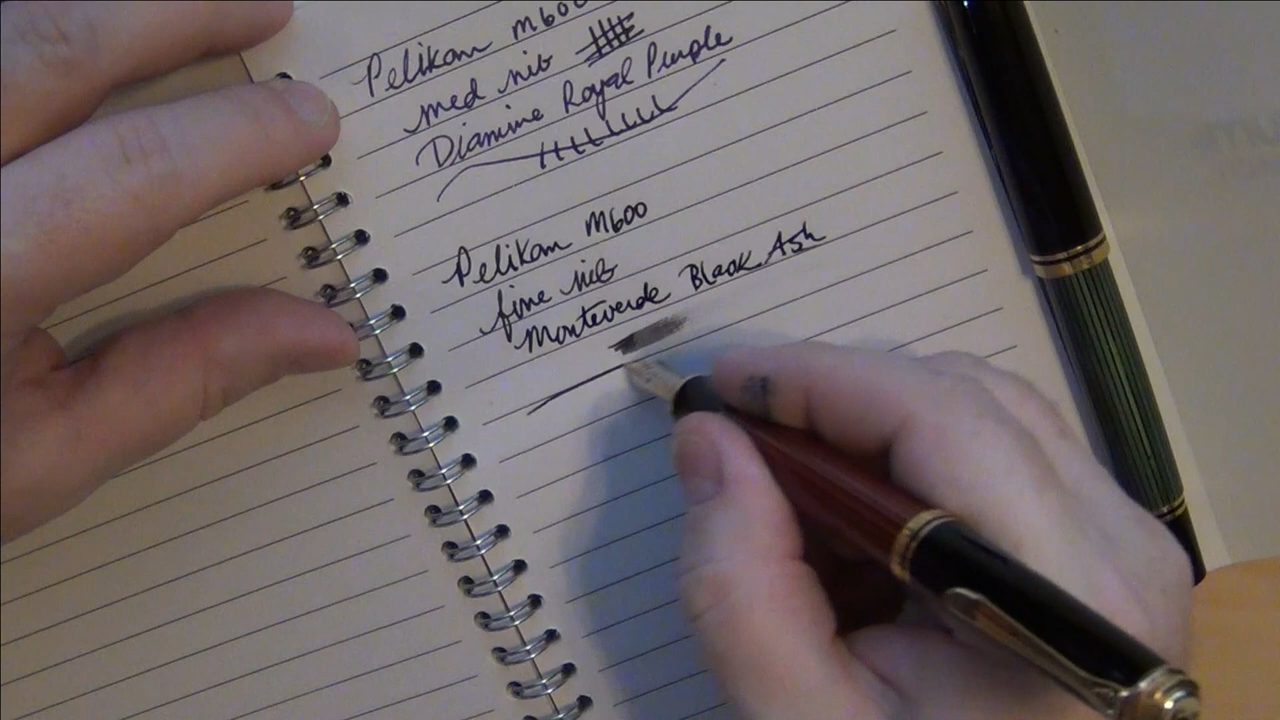 Pelikan M600
med nib
Diamine Royal Purple
Pelikan M600
fine nib
Monteverde Black Ash